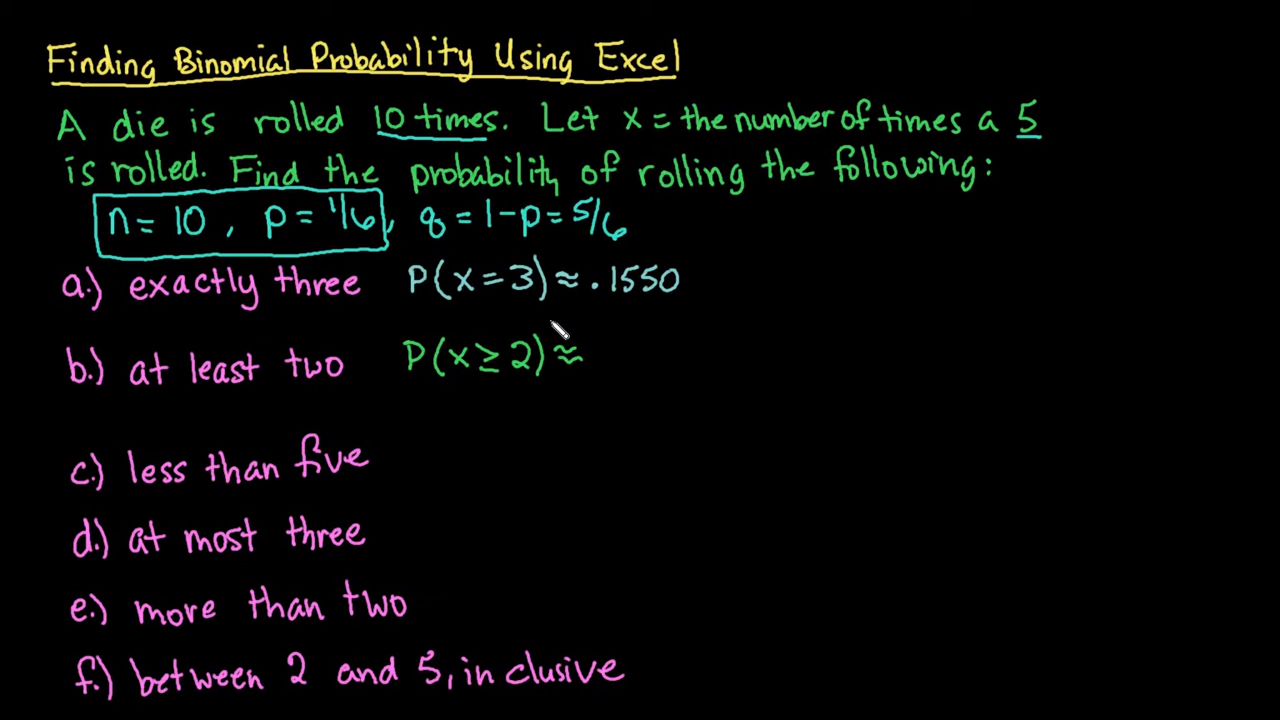 Finding Binomial Probability Using Excel
A die is rolled 10 times. Let x = the number of times a 5
is rolled. Find the probability of rolling the following:
n = 10 , p = 1/6 , q = 1 - p = 5/6
a.) exactly three P(x = 3) ≈ .1550
b.) at least two P(x ≥ 2) ≈
c.) less than five
d.) at most three
e.) more than two
f.) between 2 and 5, inclusive